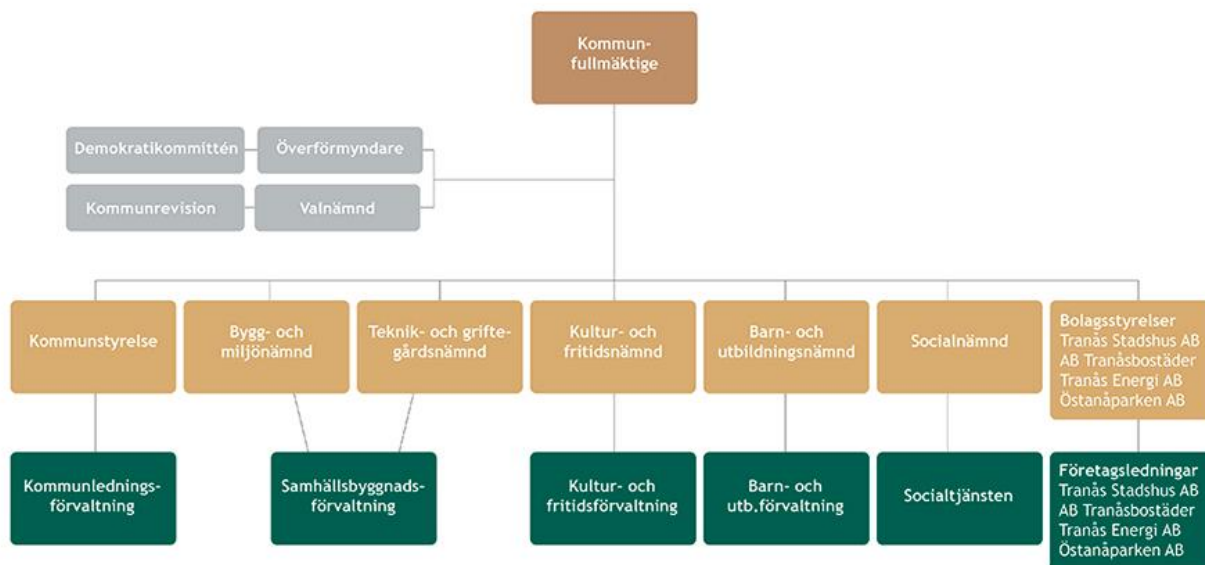 Kommun-
fullmäktige
Demokratikommittén
Överförmyndare
Kommunrevision
Valnämnd
Kommunstyrelse
Bygg- och
miljönämnd
Teknik- och grifte-
gårdsnämnd
Kultur- och
fritidsnämnd
Barn- och
utbildningsnämnd
Socialnämnd
Bolagsstyrelser
Tranås Stadshus AB
AB Tranåsbostäder
Tranås Energi AB
Östanåparken AB
Kommunlednings-
förvaltning
Samhällsbyggnads-
förvaltning
Kultur- och
fritidsförvaltning
Barn- och
utb.förvaltning
Socialtjänsten
Företagsledningar
Tranås Stadshus AB
AB Tranåsbostäder
Tranås Energi AB
Östanåparken AB